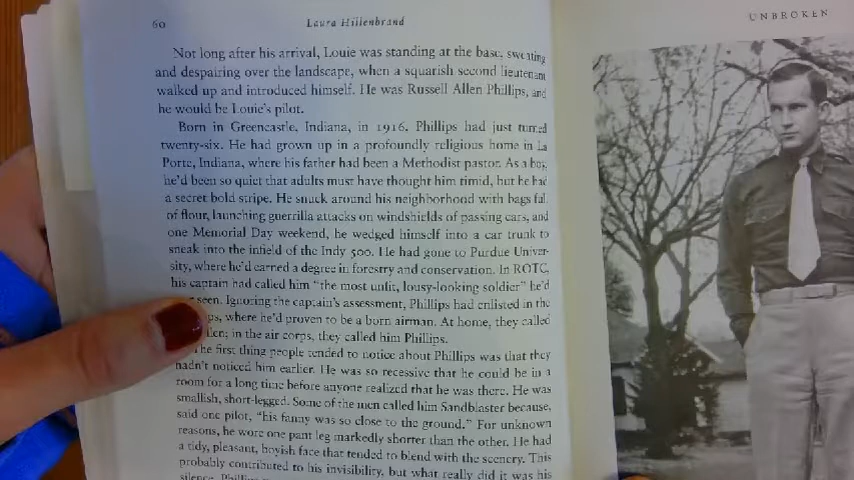 60
Laura Hillenbrand
UNBROKEN
Not long after his arrival, Louie was standing at the base, sweating
and despairing over the landscape, when a squarish second lieutenant
walked up and introduced himself. He was Russell Allen Phillips, and
he would be Louie's pilot.
Born in Greencastle, Indiana, in 1916, Phillips had just turned
twenty-six. He had grown up in a profoundly religious home in La
Porte, Indiana, where his father had been a Methodist pastor. As a boy,
he'd been so quiet that adults must have thought him timid, but he had
a secret bold stripe. He snuck around his neighborhood with bags full
of flour, launching guerrilla attacks on windshields of passing cars, and
one Memorial Day weekend, he wedged himself into a car trunk to
sneak into the infield of the Indy 500. He had gone to Purdue Univer-
sity, where he'd earned a degree in forestry and conservation. In ROTC,
his captain had called him "the most unfit, lousy-looking soldier" he'd
seen. Ignoring the captain's assessment, Phillips had enlisted in the
ps, where he'd proven to be a born airman. At home, they called
len; in the air corps, they called him Phillips.
The first thing people tended to notice about Phillips was that they
hadn't noticed him earlier. He was so recessive that he could be in a
room for a long time before anyone realized that he was there. He was
smallish, short-legged. Some of the men called him Sandblaster because,
said one pilot, "his fanny was so close to the ground." For unknown
reasons, he wore one pant leg markedly shorter than the other. He had
a tidy, pleasant, boyish face that tended to blend with the scenery. This
probably contributed to his invisibility, but what really did it was his
silence.